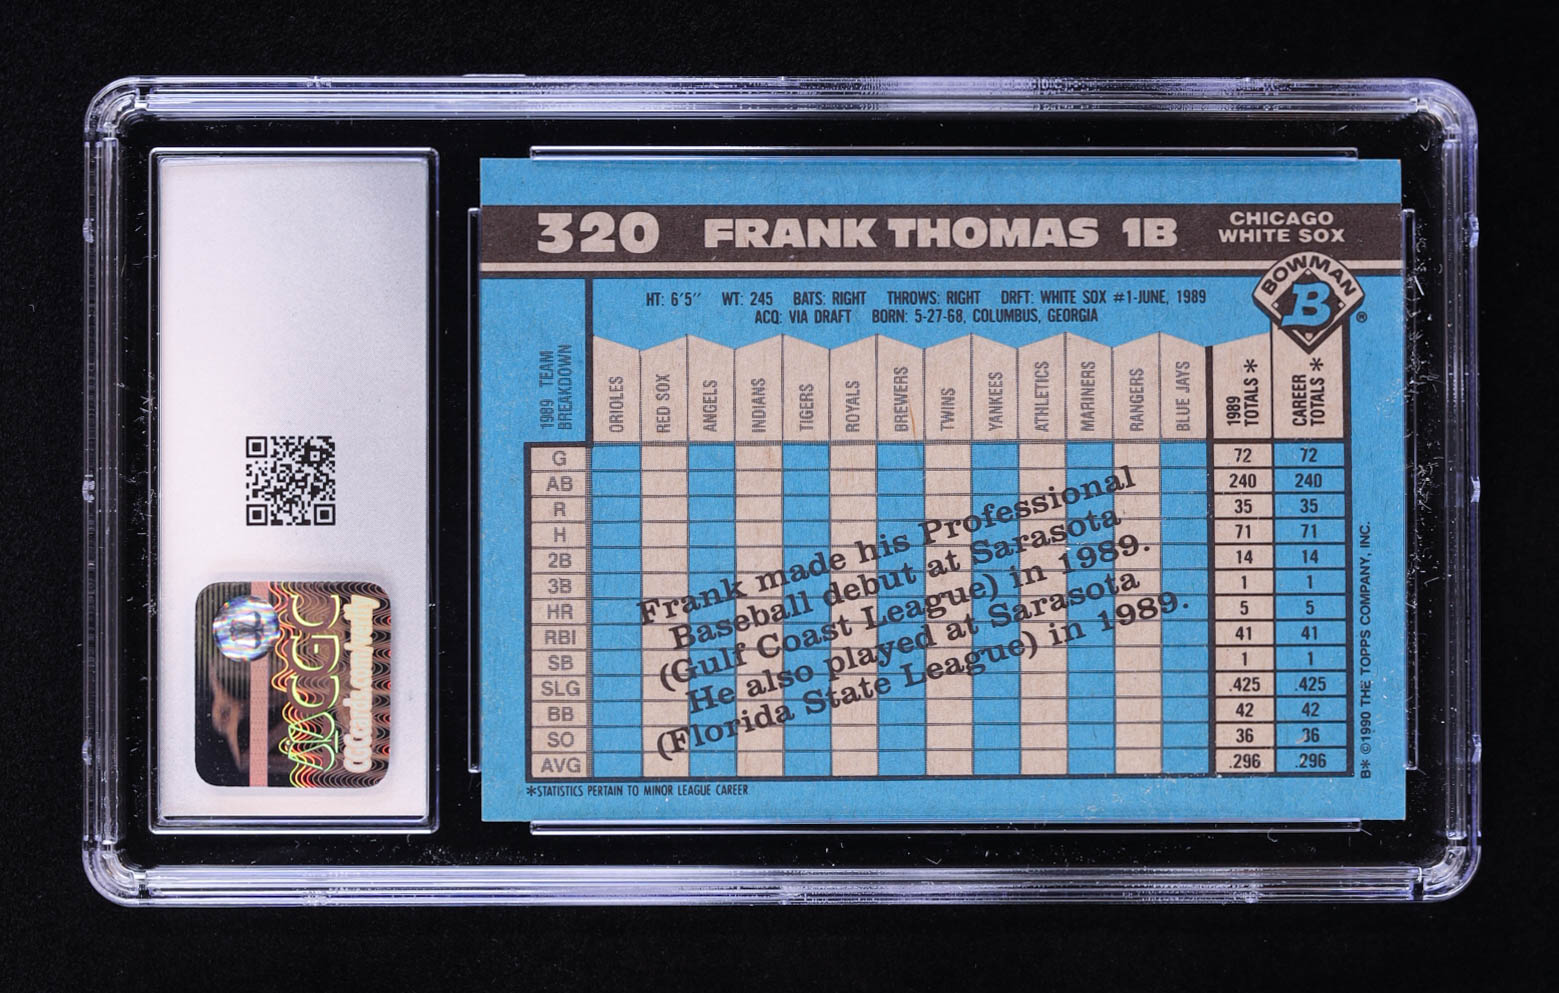 320 FRANK THOMAS 1B CHICAGO
WHITE SOX
BOWMAN
B
®
HT: 6'5" WT: 245 BATS: RIGHT THROWS: RIGHT DRFT: WHITE SOX #1-JUNE, 1989
ACQ: VIA DRAFT BORN: 5-27-68, COLUMBUS, GEORGIA
1989 TEAM
BREAKDOWN
ORIOLES RED SOX ANGELS INDIANS TIGERS ROYALS BREWERS TWINS YANKEES ATHLETICS MARINERS RANGERS BLUE JAYS 1989 TOTALS * CAREER TOTALS *
G 72 72
AB 240 240
R 35 35
H 71 71
2B 14 14
3B 1 1
HR 5 5
RBI 41 41
SB 1 1
SLG .425 .425
BB 42 42
SO 36 36
AVG .296 .296
Frank made his Professional
Baseball debut at Sarasota
(Gulf Coast League) in 1989.
He also played at Sarasota
(Florida State League) in 1989.
*STATISTICS PERTAIN TO MINOR LEAGUE CAREER
B* ©1990 THE TOPPS COMPANY, INC.
CGC